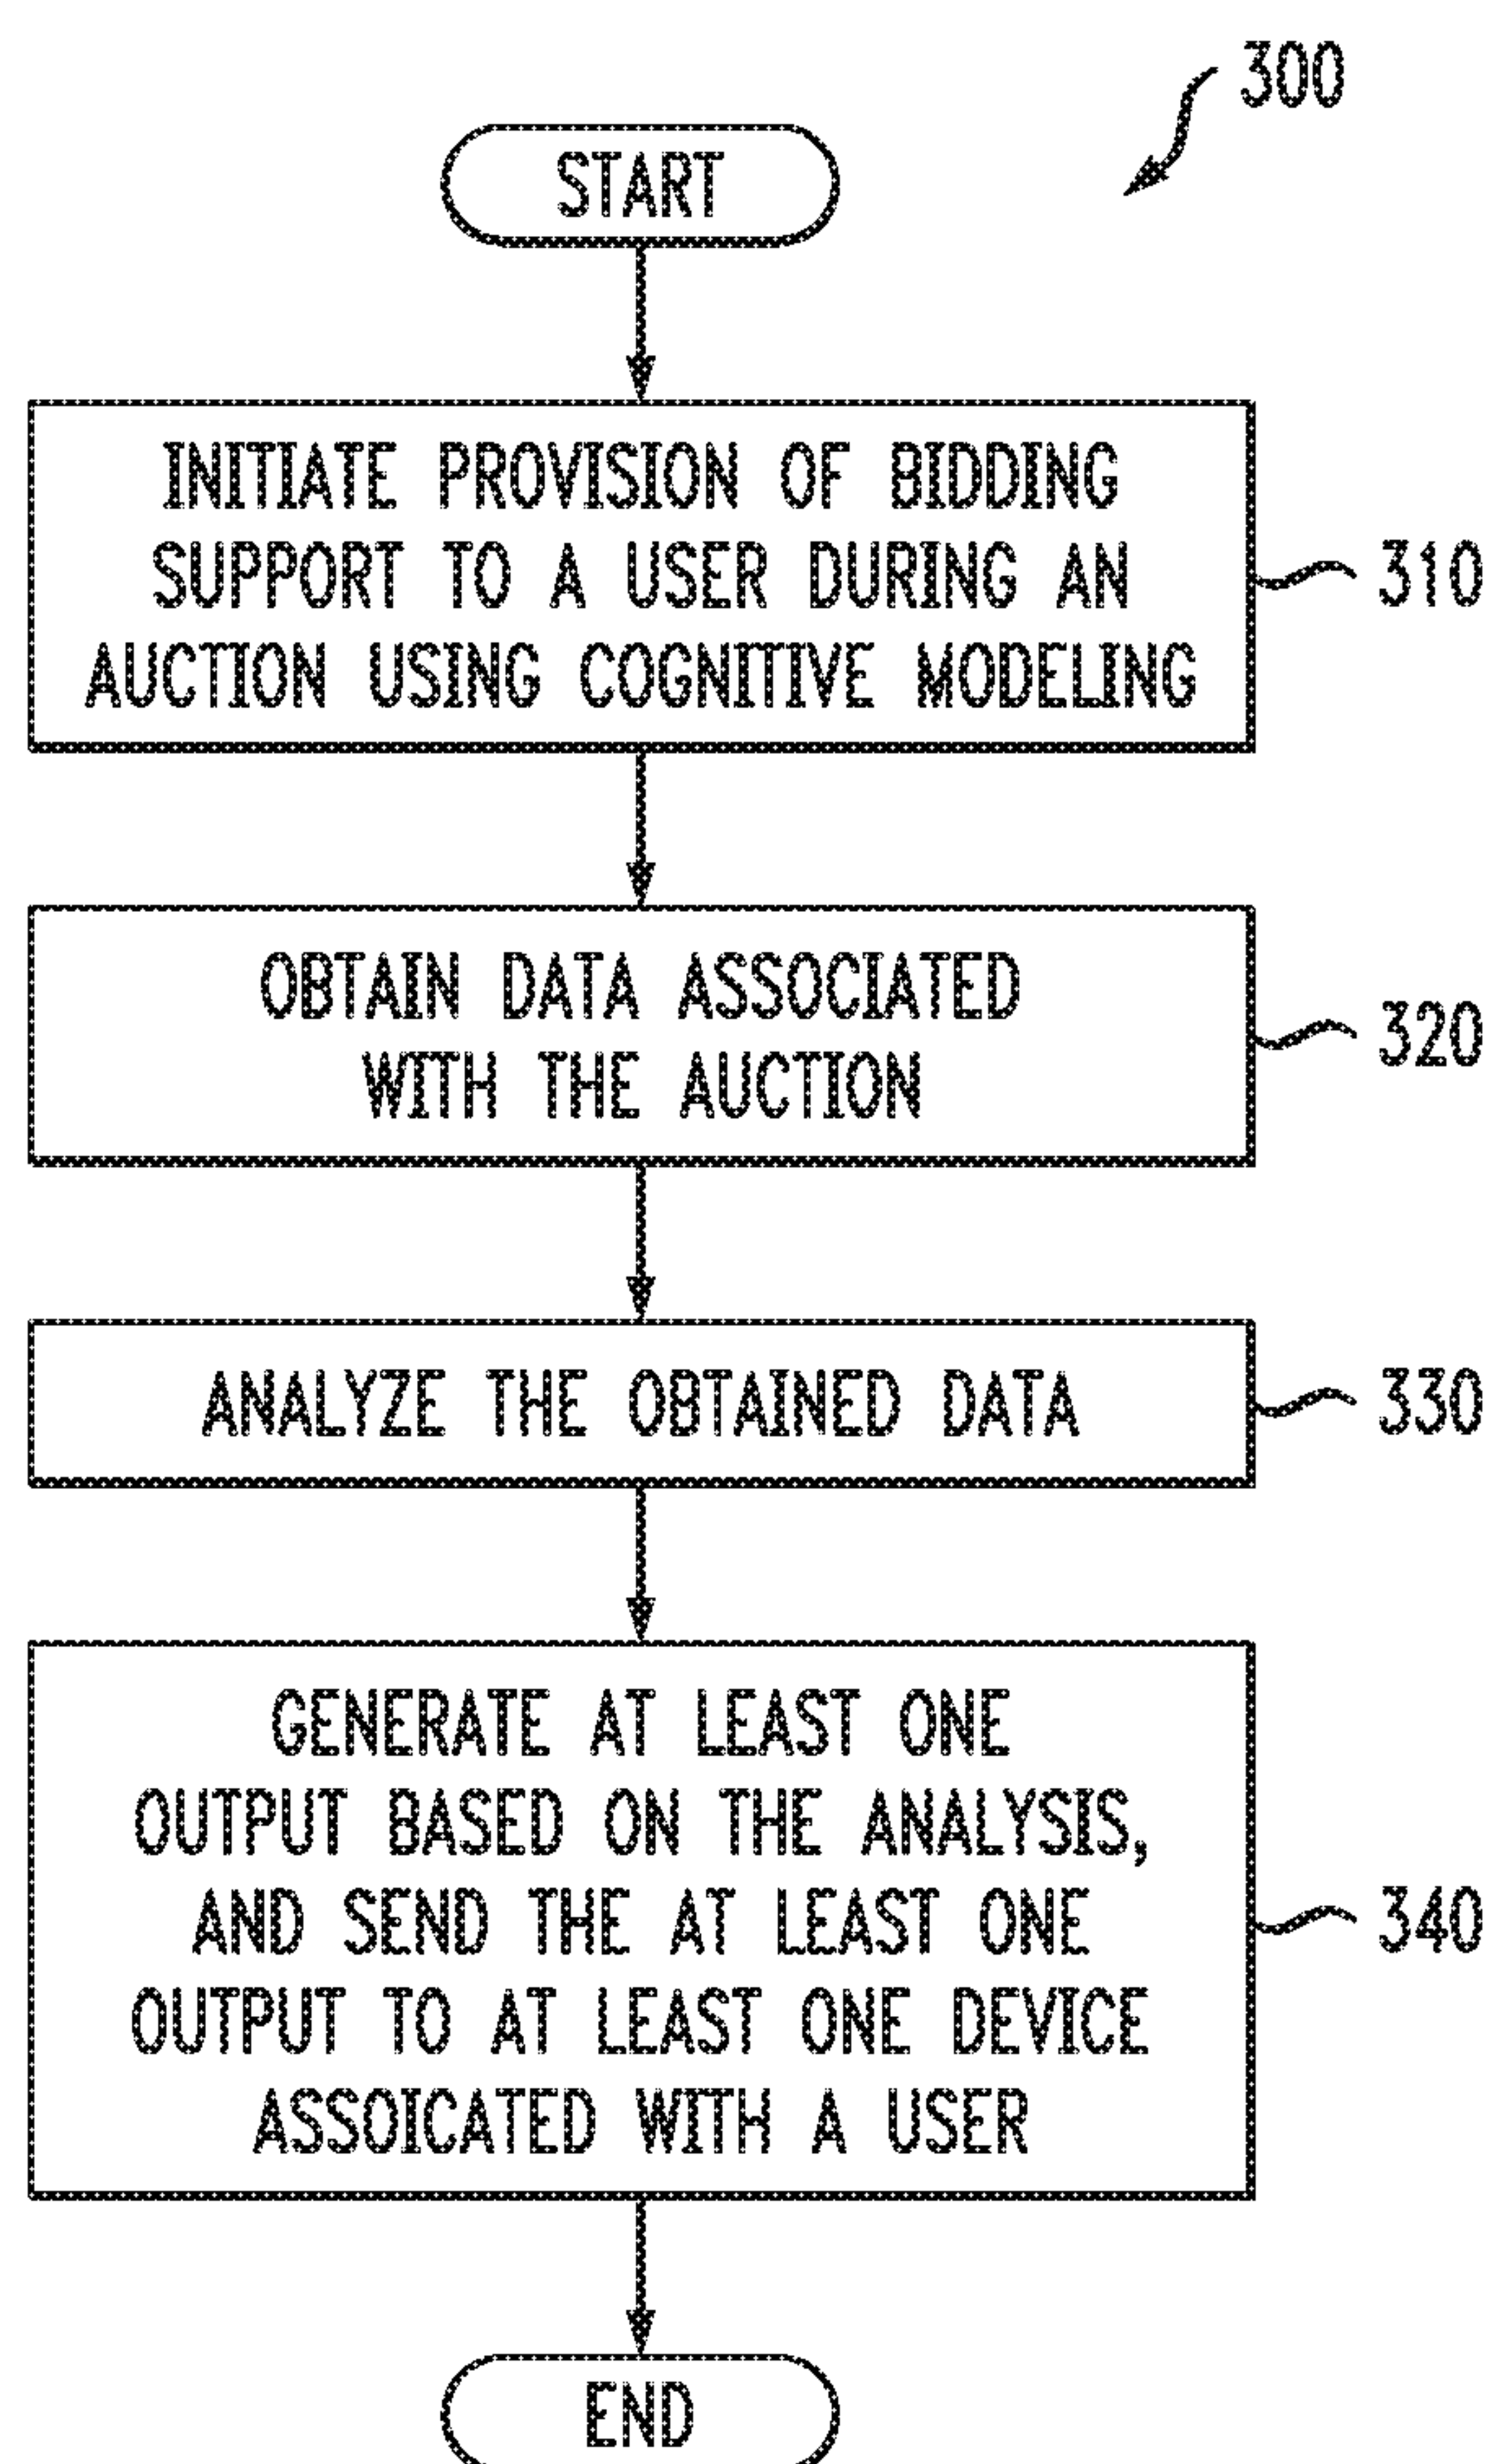 300
START
INITIATE PROVISION OF BIDDING
SUPPORT TO A USER DURING AN
AUCTION USING COGNITIVE MODELING
310
OBTAIN DATA ASSOCIATED
WITH THE AUCTION
320
ANALYZE THE OBTAINED DATA
330
GENERATE AT LEAST ONE
OUTPUT BASED ON THE ANALYSIS,
AND SEND THE AT LEAST ONE
OUTPUT TO AT LEAST ONE DEVICE
ASSOICATED WITH A USER
340
END